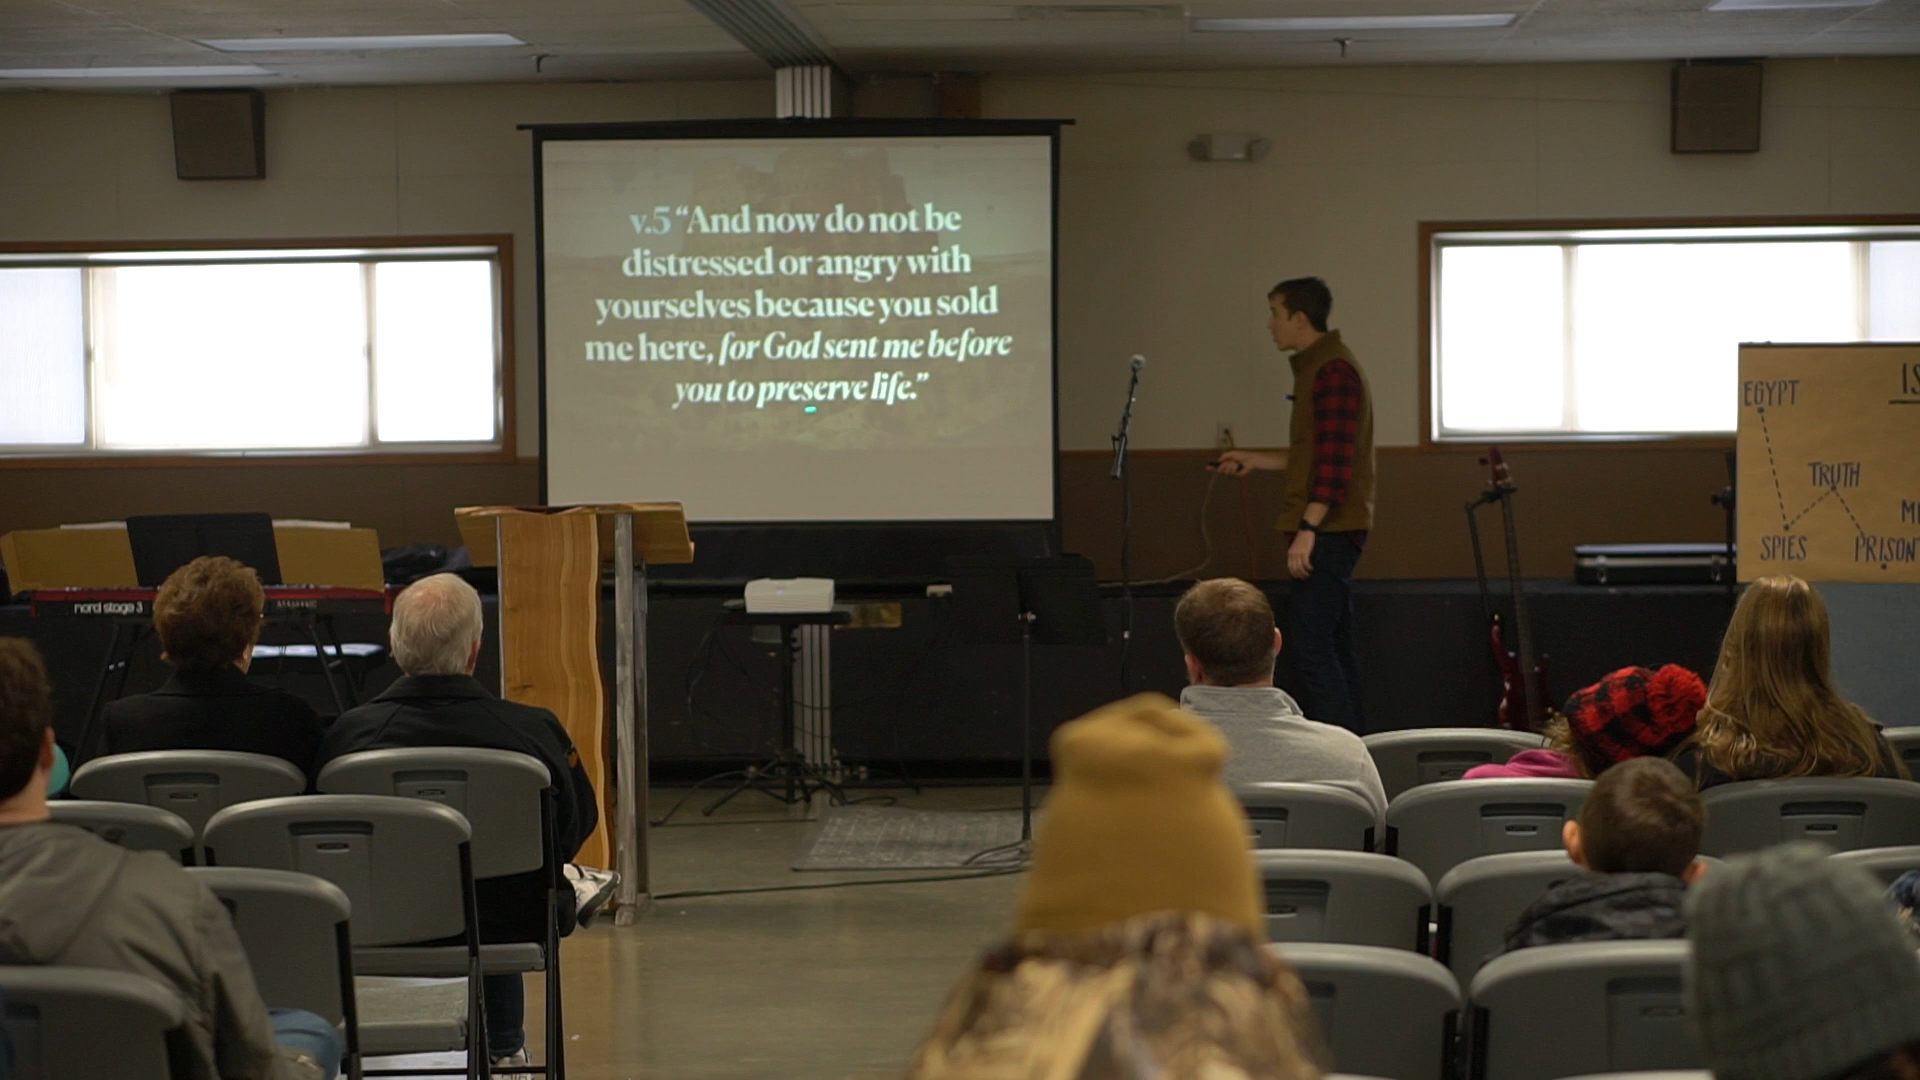 v.5 “And now do not be
distressed or angry with
yourselves because you sold
me here, for God sent me before
you to preserve life.”
EGYPT
TRUTH
SPIES
PRISON
nord stage 3